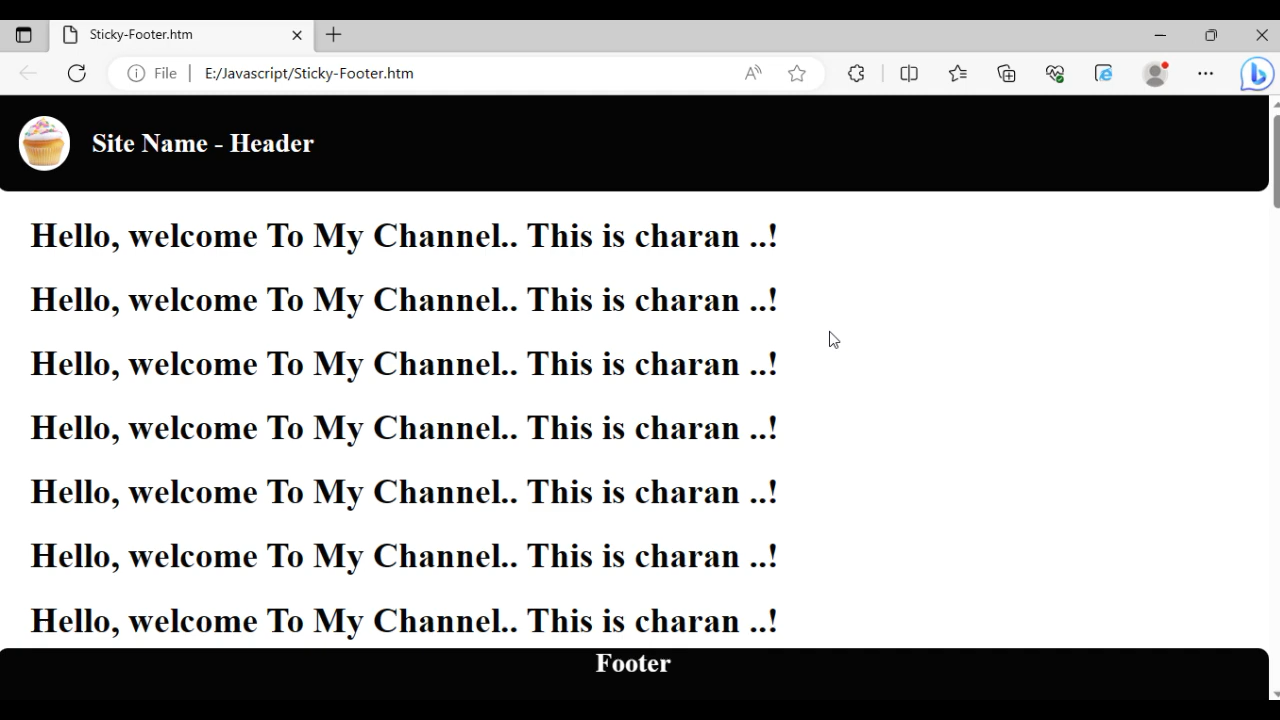 Sticky-Footer.htm
File E:/Javascript/Sticky-Footer.htm
Site Name - Header
Hello, welcome To My Channel.. This is charan ..!
Hello, welcome To My Channel.. This is charan ..!
Hello, welcome To My Channel.. This is charan ..!
Hello, welcome To My Channel.. This is charan ..!
Hello, welcome To My Channel.. This is charan ..!
Hello, welcome To My Channel.. This is charan ..!
Hello, welcome To My Channel.. This is charan ..!
Footer